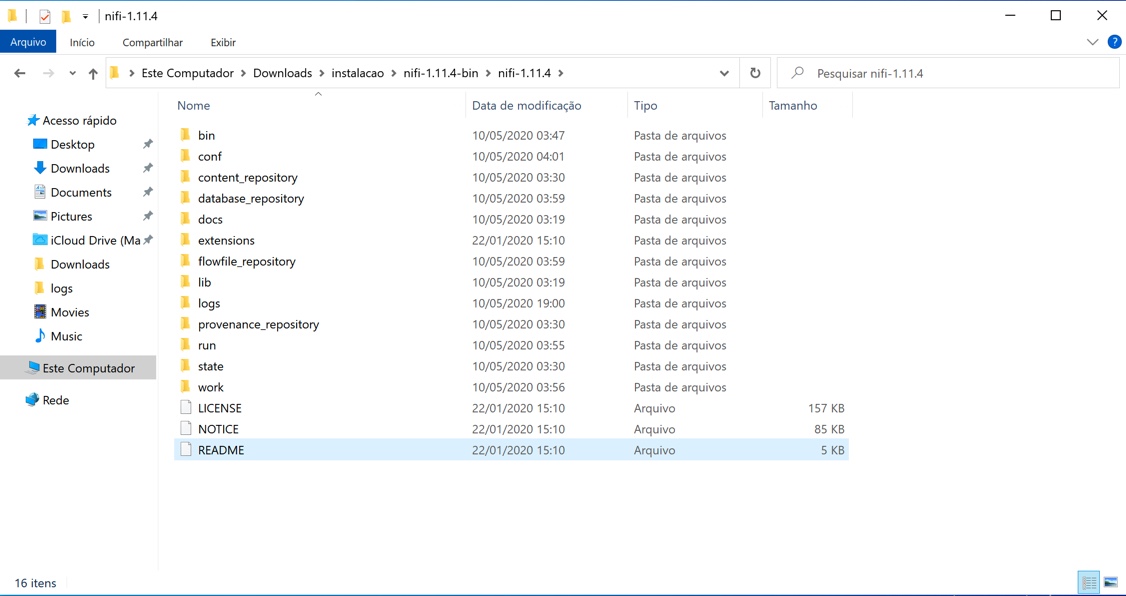 nifi-1.11.4
Arquivo Início Compartilhar Exibir
Este Computador Downloads instalacao nifi-1.11.4-bin nifi-1.11.4 Pesquisar nifi-1.11.4
Acesso rápido
Desktop
Downloads
Documents
Pictures
iCloud Drive (Ma
Downloads
logs
Movies
Music
Este Computador
Rede
Nome Data de modificação Tipo Tamanho
bin 10/05/2020 03:47 Pasta de arquivos
conf 10/05/2020 04:01 Pasta de arquivos
content_repository 10/05/2020 03:30 Pasta de arquivos
database_repository 10/05/2020 03:59 Pasta de arquivos
docs 10/05/2020 03:19 Pasta de arquivos
extensions 22/01/2020 15:10 Pasta de arquivos
flowfile_repository 10/05/2020 03:59 Pasta de arquivos
lib 10/05/2020 03:19 Pasta de arquivos
logs 10/05/2020 19:00 Pasta de arquivos
provenance_repository 10/05/2020 03:30 Pasta de arquivos
run 10/05/2020 03:55 Pasta de arquivos
state 10/05/2020 03:30 Pasta de arquivos
work 10/05/2020 03:56 Pasta de arquivos
LICENSE 22/01/2020 15:10 Arquivo 157 KB
NOTICE 22/01/2020 15:10 Arquivo 85 KB
README 22/01/2020 15:10 Arquivo 5 KB
16 itens